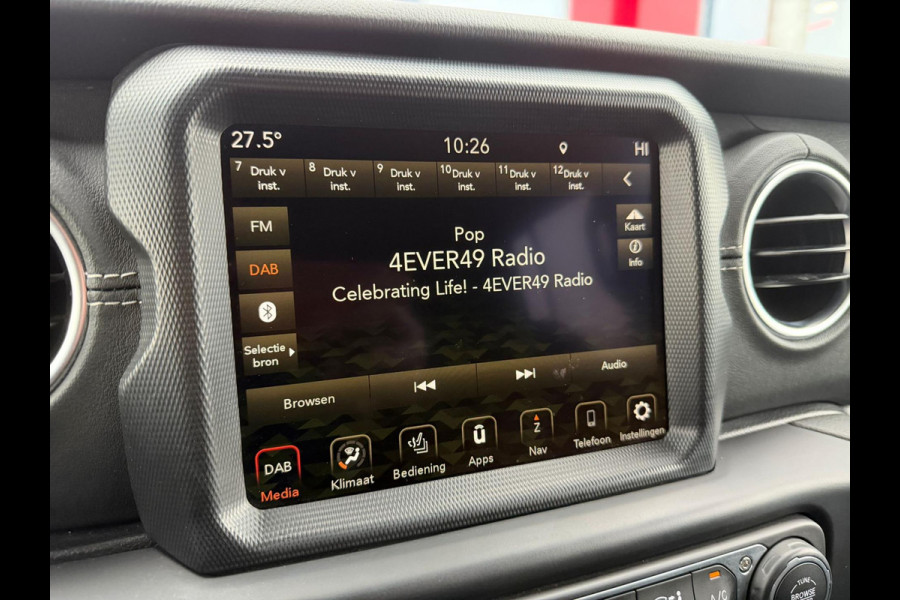 27.5°
10:26
HI
7 Druk v inst.
8 Druk v inst.
9 Druk v inst.
10 Druk v inst.
11 Druk v inst.
12 Druk v inst.
FM
DAB
Selectie
bron
Pop
4EVER49 Radio
Celebrating Life! - 4EVER49 Radio
Kaart
Info
Browsen
Audio
DAB
Media
Klimaat
Bediening
û
Apps
Z
Nav
Telefoon
Instellingen
A/C
TUNE
BROWSE